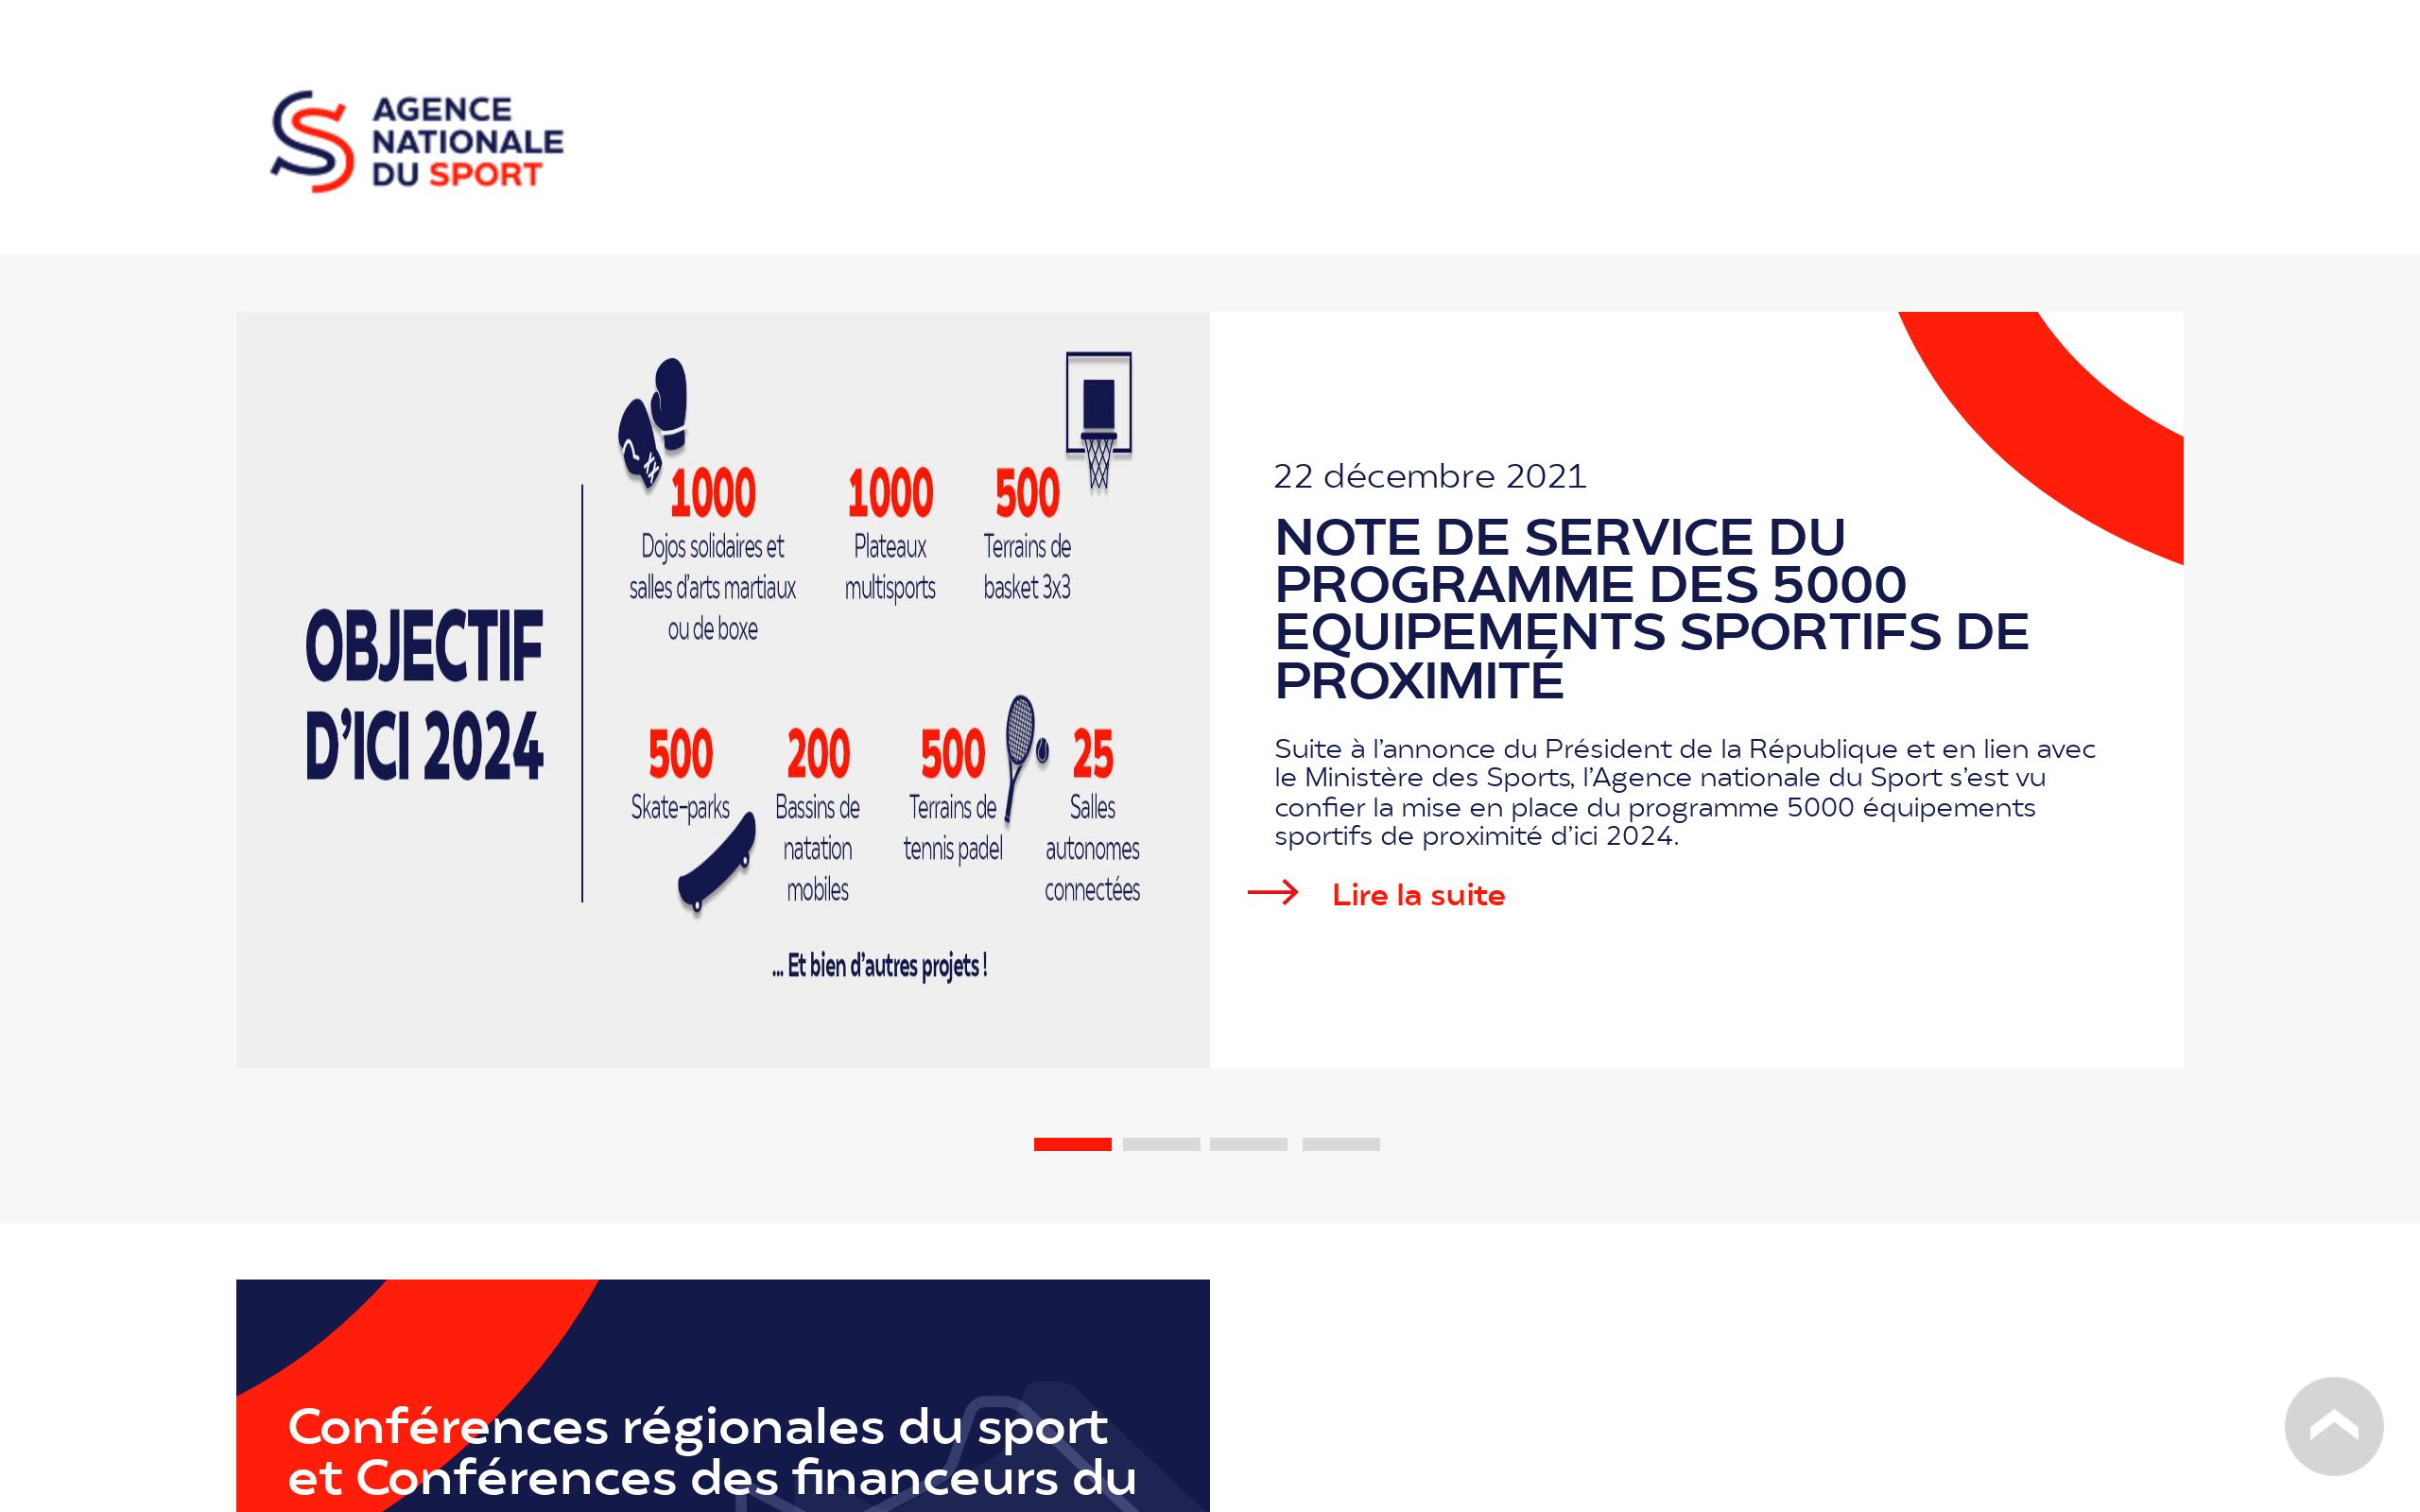 AGENCE
NATIONALE
DU SPORT
OBJECTIF
D'ICI 2024
1000
Dojos solidaires et
salles d'arts martiaux
ou de boxe
1000
Plateaux
multisports
500
Terrains de
basket 3x3
500
Skate-parks
200
Bassins de
natation
mobiles
500
Terrains de
tennis padel
25
Salles
autonomes
connectées
... Et bien d'autres projets !
22 décembre 2021
NOTE DE SERVICE DU
PROGRAMME DES 5000
EQUIPEMENTS SPORTIFS DE
PROXIMITÉ
Suite à l'annonce du Président de la République et en lien avec
le Ministère des Sports, l'Agence nationale du Sport s'est vu
confier la mise en place du programme 5000 équipements
sportifs de proximité d'ici 2024.
Lire la suite
Conférences régionales du sport
et Conférences des financeurs du